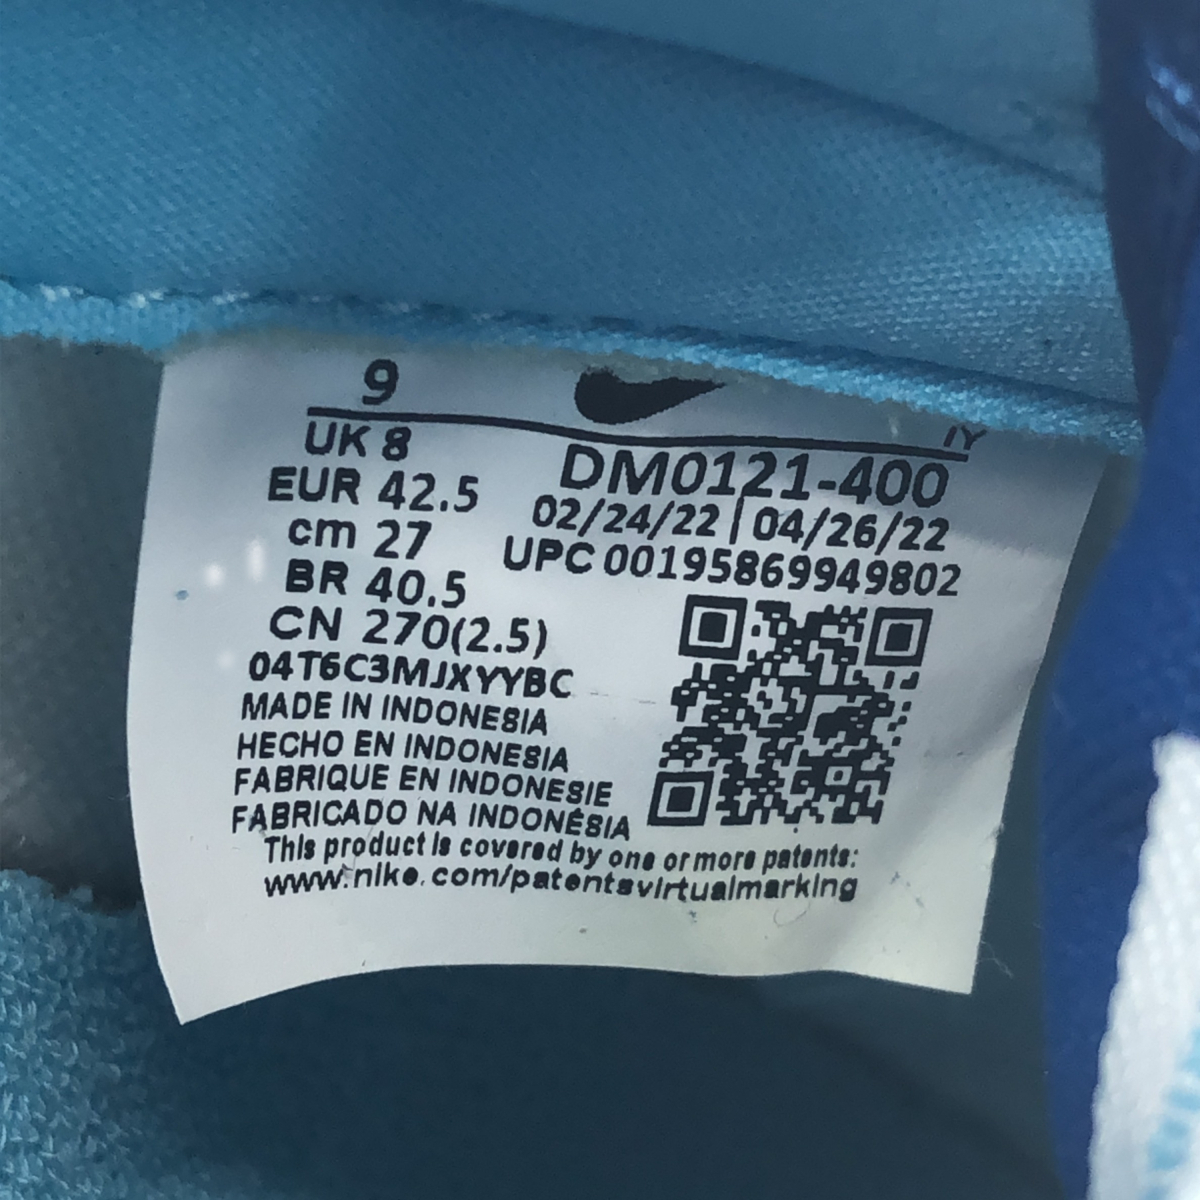 9
IY
UK 8
DM0121-400
EUR 42.5
02/24/22 | 04/26/22
cm 27
UPC 00195869949802
BR 40.5
CN 270(2.5)
04T6C3MJXYYBC
MADE IN INDONESIA
HECHO EN INDONESIA
FABRIQUE EN INDONESIE
FABRICADO NA INDONÉSIA
This product is covered by one or more patents:
www.nike.com/patentsvirtualmarking